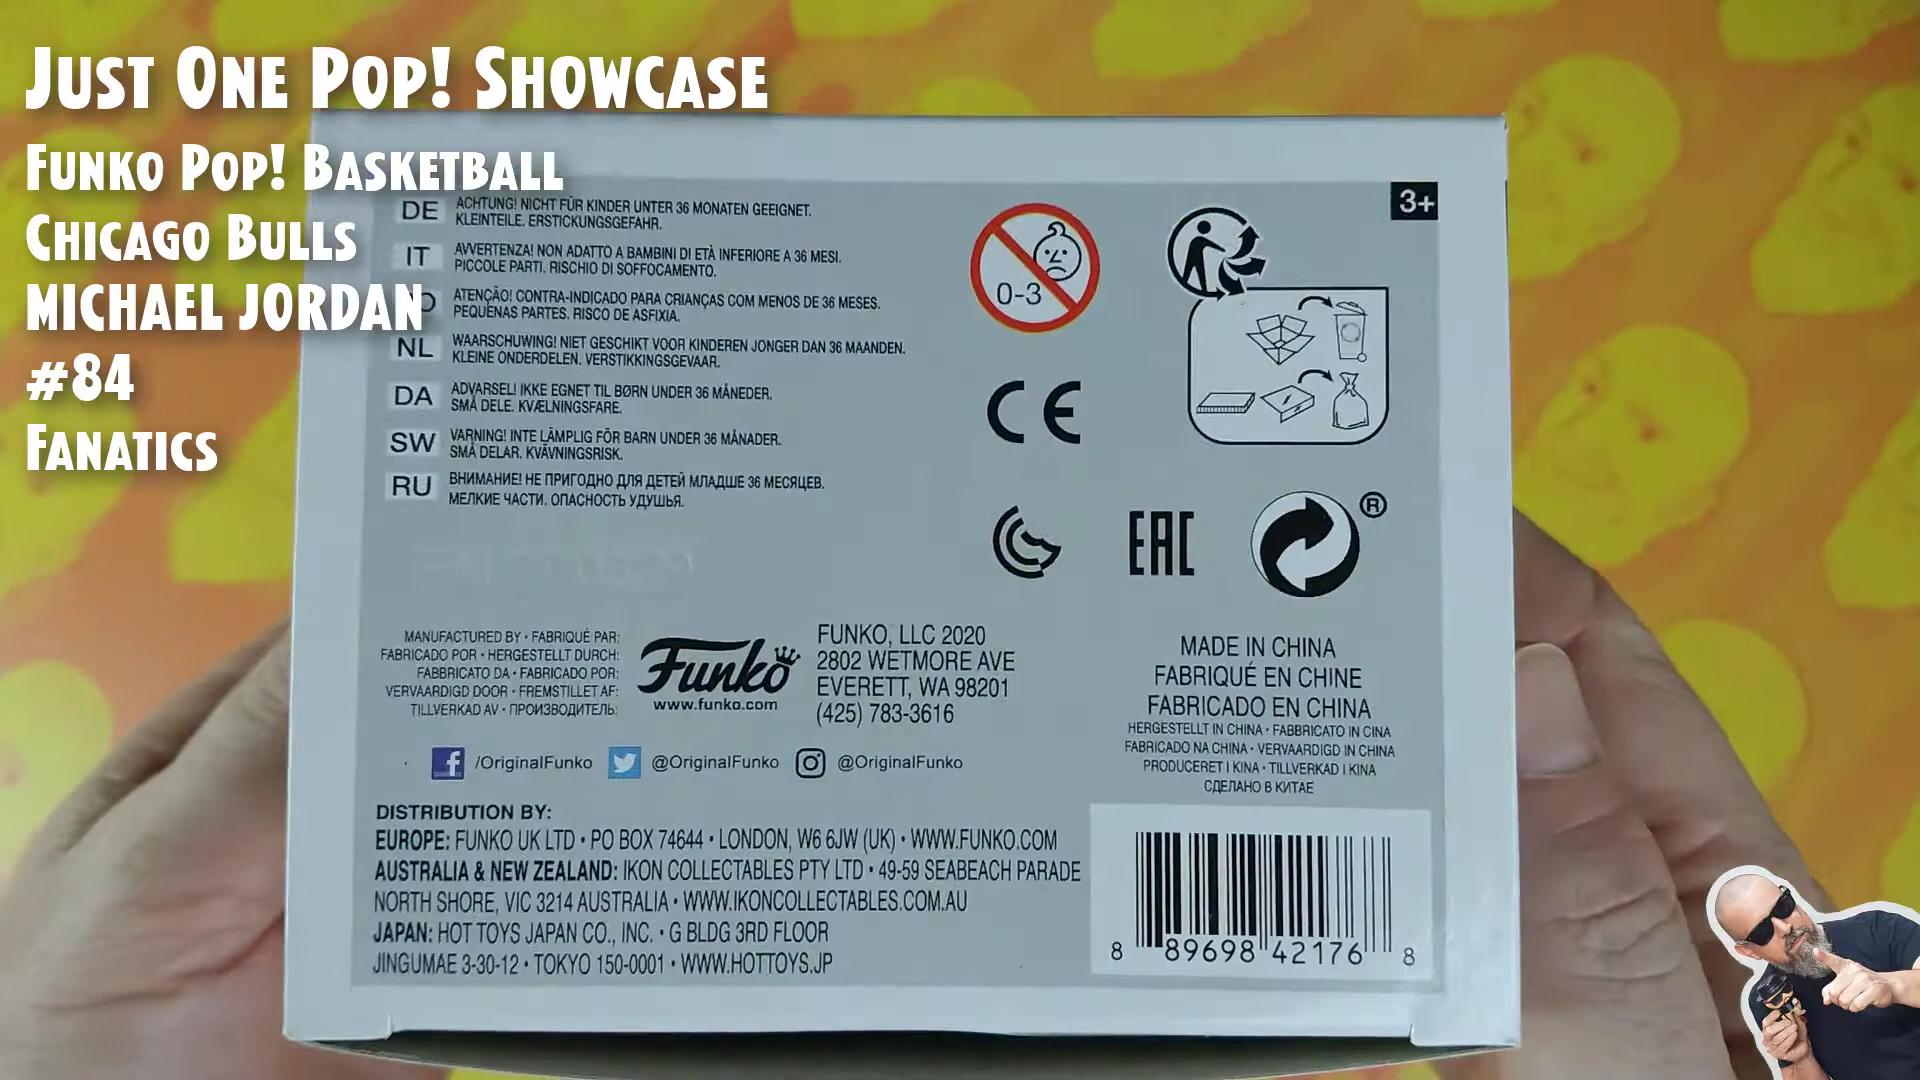 Just One Pop! Showcase
Funko Pop! Basketball
Chicago Bulls
MICHAEL JORDAN
#84
Fanatics
DE ACHTUNG! NICHT FÜR KINDER UNTER 36 MONATEN GEEIGNET.
KLEINTEILE. ERSTICKUNGSGEFAHR.
IT AVVERTENZA! NON ADATTO A BAMBINI DI ETÀ INFERIORE A 36 MESI.
PICCOLE PARTI. RISCHIO DI SOFFOCAMENTO.
ATENÇÃO! CONTRA-INDICADO PARA CRIANÇAS COM MENOS DE 36 MESES.
PEQUENAS PARTES. RISCO DE ASFIXIA.
NL WAARSCHUWING! NIET GESCHIKT VOOR KINDEREN JONGER DAN 36 MAANDEN.
KLEINE ONDERDELEN. VERSTIKKINGSGEVAAR.
DA ADVARSEL! IKKE EGNET TIL BØRN UNDER 36 MÅNEDER.
SMÅ DELE. KVÆLNINGSFARE.
SW VARNING! INTE LÄMPLIG FÖR BARN UNDER 36 MÅNADER.
SMÅ DELAR. KVÄVNINGSRISK.
RU ВНИМАНИЕ! НЕ ПРИГОДНО ДЛЯ ДЕТЕЙ МЛАДШЕ 36 МЕСЯЦЕВ.
МЕЛКИЕ ЧАСТИ. ОПАСНОСТЬ УДУШЬЯ.
0-3
3+
CE
EAC
®
MANUFACTURED BY • FABRIQUÉ PAR:
FABRICADO POR • HERGESTELLT DURCH:
FABBRICATO DA • FABRICADO POR:
VERVAARDIGD DOOR • FREMSTILLET AF:
TILLVERKAD AV • ПРОИЗВОДИТЕЛЬ:
Funko
www.funko.com
FUNKO, LLC 2020
2802 WETMORE AVE
EVERETT, WA 98201
(425) 783-3616
MADE IN CHINA
FABRIQUÉ EN CHINE
FABRICADO EN CHINA
HERGESTELLT IN CHINA • FABBRICATO IN CINA
FABRICADO NA CHINA • VERVAARDIGD IN CHINA
PRODUCERET I KINA • TILLVERKAD I KINA
СДЕЛАНО В КИТАЕ
f /OriginalFunko @OriginalFunko @OriginalFunko
DISTRIBUTION BY:
EUROPE: FUNKO UK LTD • PO BOX 74644 • LONDON, W6 6JW (UK) • WWW.FUNKO.COM
AUSTRALIA & NEW ZEALAND: IKON COLLECTABLES PTY LTD • 49-59 SEABEACH PARADE
NORTH SHORE, VIC 3214 AUSTRALIA • WWW.IKONCOLLECTABLES.COM.AU
JAPAN: HOT TOYS JAPAN CO., INC. • G BLDG 3RD FLOOR
JINGUMAE 3-30-12 • TOKYO 150-0001 • WWW.HOTTOYS.JP
8 89698 42176 8